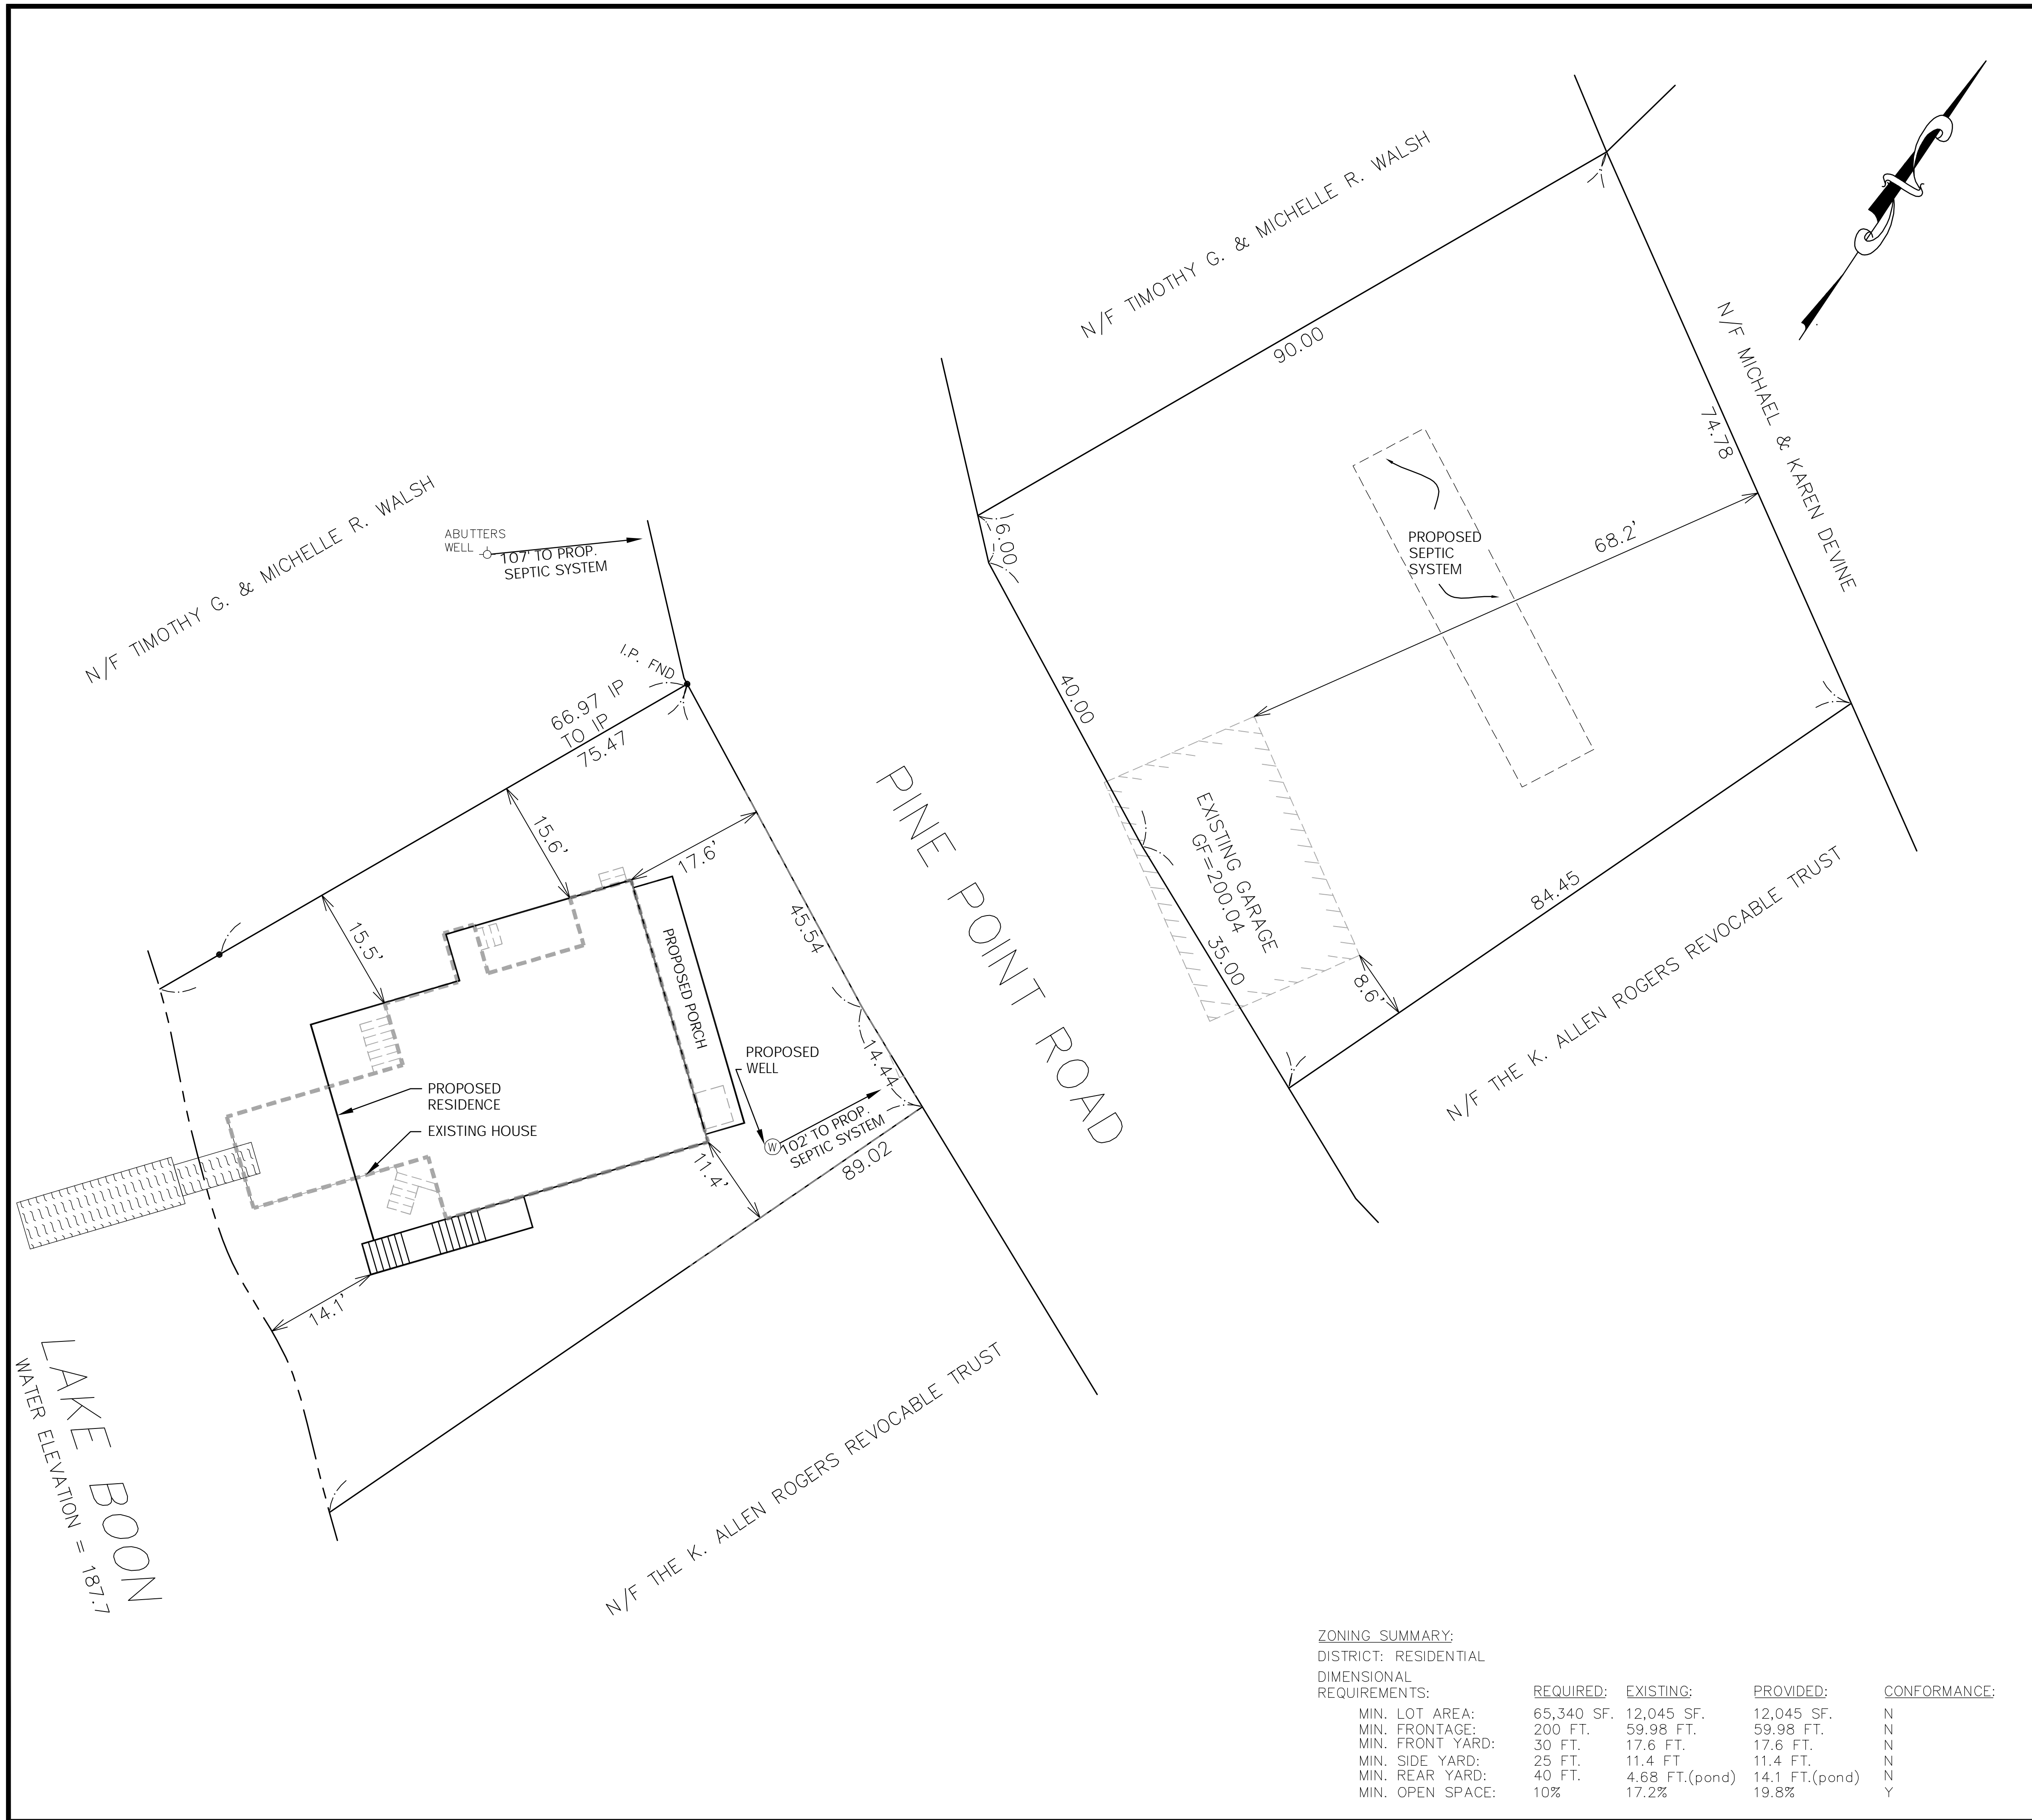 N/F TIMOTHY G. & MICHELLE R. WALSH
90.00
N/F MICHAEL & KAREN DEVINE
74.78
6.00
40.00
PROPOSED
SEPTIC
SYSTEM
68.2'
EXISTING GARAGE
GF=200.04
35.00
8.6'
84.45
N/F THE K. ALLEN ROGERS REVOCABLE TRUST
N/F TIMOTHY G. & MICHELLE R. WALSH
ABUTTERS
WELL
107' TO PROP.
SEPTIC SYSTEM
I.P. FND
66.97 IP
TO IP
75.47
15.6'
17.6'
15.5'
45.54
PINE POINT ROAD
PROPOSED PORCH
PROPOSED
WELL
14.44
W
102' TO PROP.
SEPTIC SYSTEM
89.02
PROPOSED
RESIDENCE
EXISTING HOUSE
11.4'
14.1'
LAKE BOON
WATER ELEVATION = 187.7
N/F THE K. ALLEN ROGERS REVOCABLE TRUST
ZONING SUMMARY:
DISTRICT: RESIDENTIAL
DIMENSIONAL
REQUIREMENTS: REQUIRED: EXISTING: PROVIDED: CONFORMANCE:
MIN. LOT AREA: 65,340 SF. 12,045 SF. 12,045 SF. N
MIN. FRONTAGE: 200 FT. 59.98 FT. 59.98 FT. N
MIN. FRONT YARD: 30 FT. 17.6 FT. 17.6 FT. N
MIN. SIDE YARD: 25 FT. 11.4 FT 11.4 FT. N
MIN. REAR YARD: 40 FT. 4.68 FT.(pond) 14.1 FT.(pond) N
MIN. OPEN SPACE: 10% 17.2% 19.8% Y